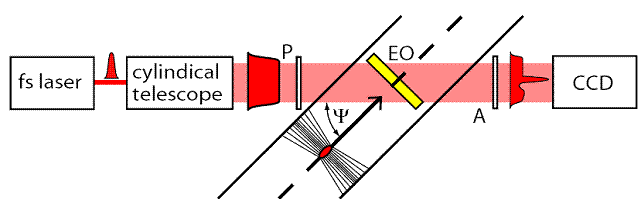 fs laser
cylindical
telescope
P
EO
Ψ
A
CCD